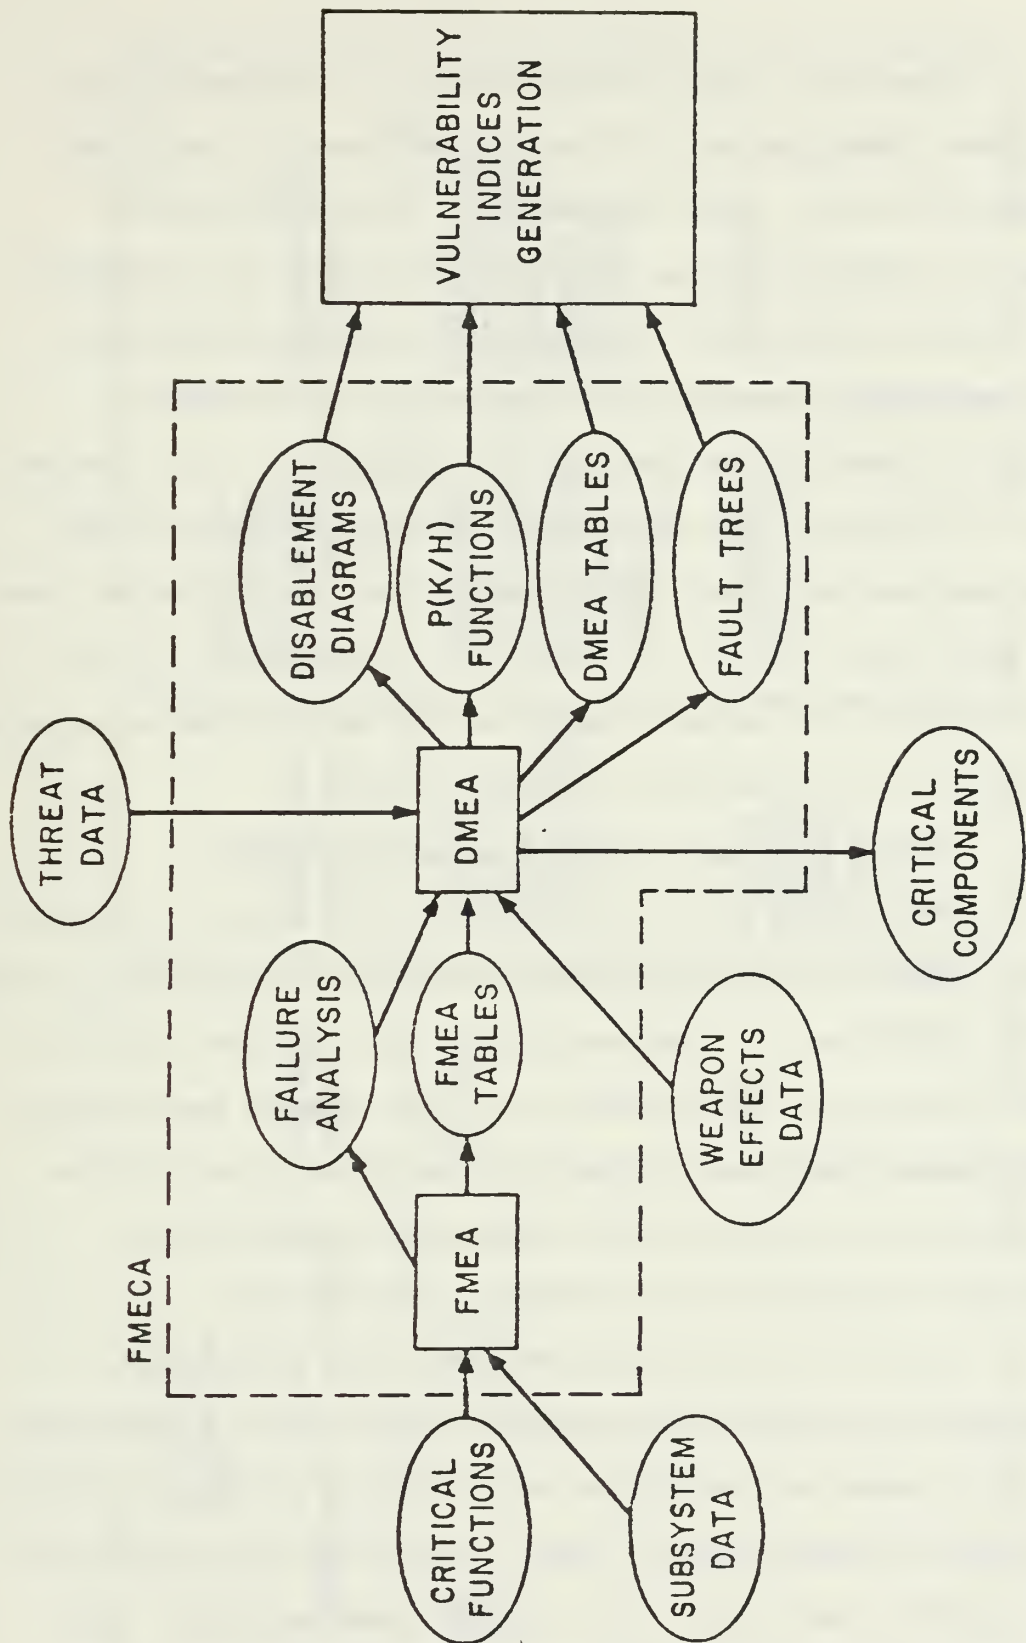 FMECA
THREAT
DATA
CRITICAL
FUNCTIONS
SUBSYSTEM
DATA
FMEA
FAILURE
ANALYSIS
FMEA
TABLES
WEAPON
EFFECTS
DATA
DMEA
CRITICAL
COMPONENTS
DISABLEMENT
DIAGRAMS
P(K/H)
FUNCTIONS
DMEA TABLES
FAULT TREES
VULNERABILITY
INDICES
GENERATION